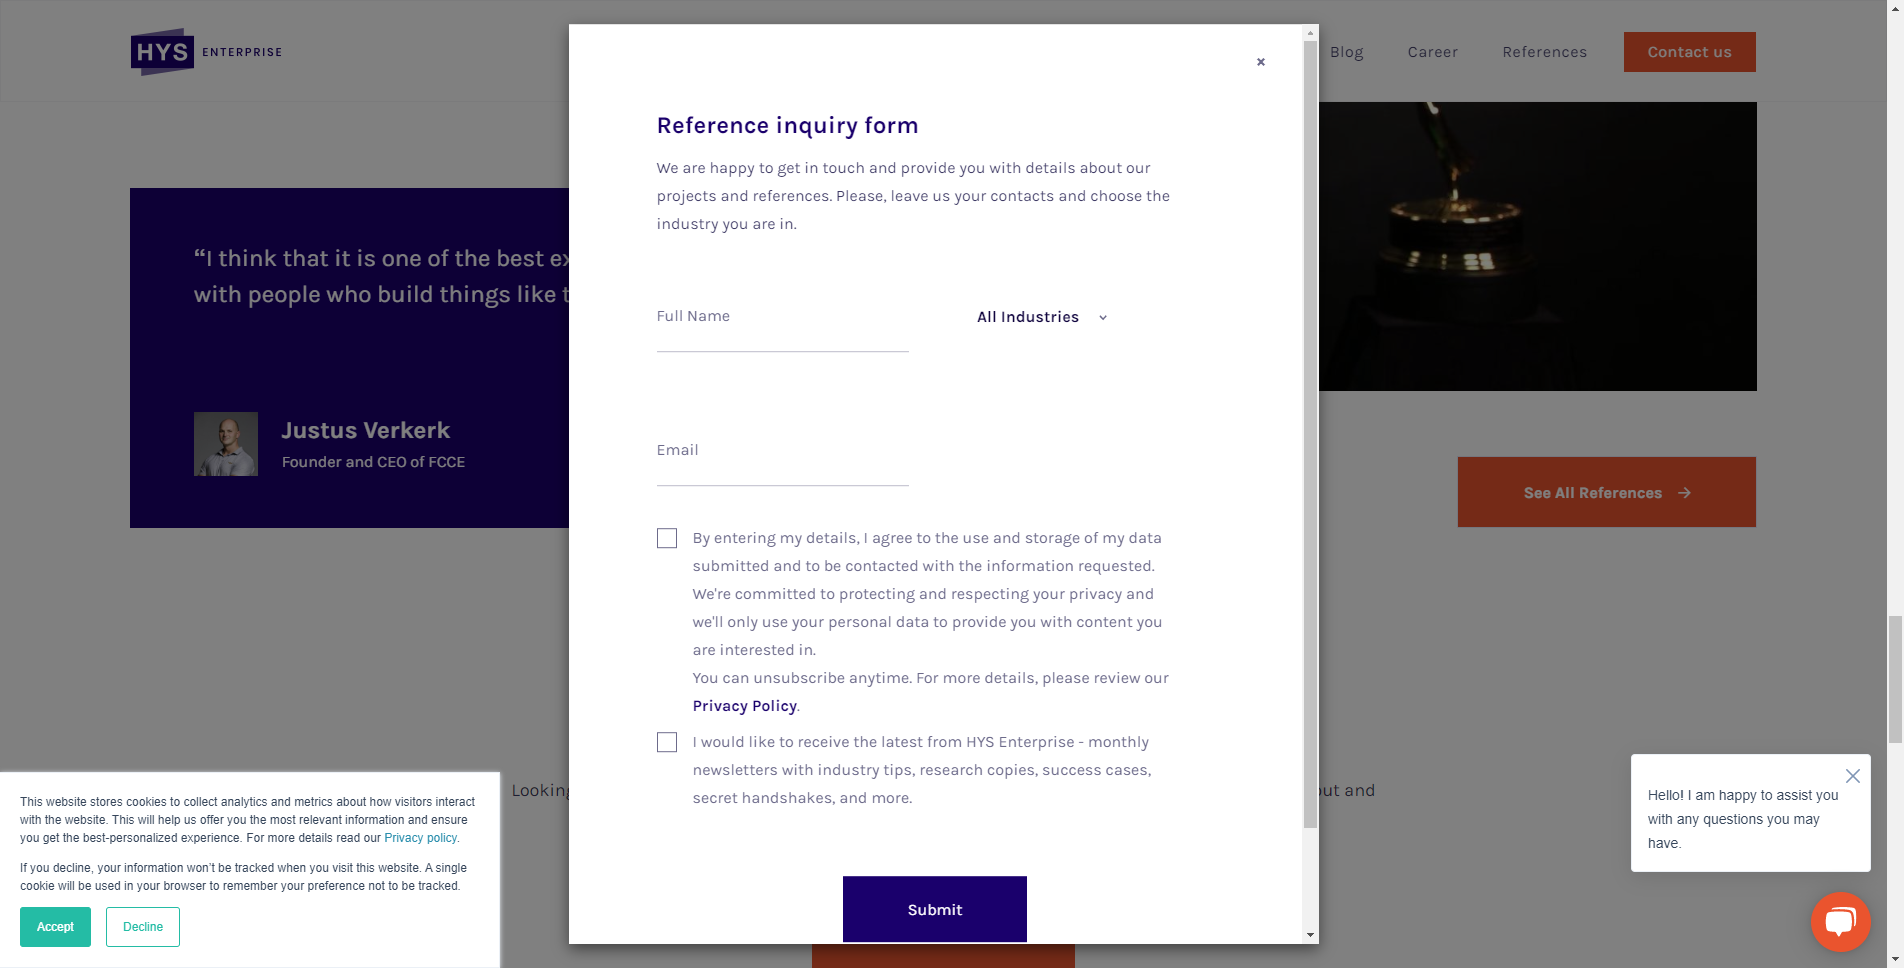 HYS ENTERPRISE
Blog
Career
References
Contact us
×
Reference inquiry form
We are happy to get in touch and provide you with details about our
projects and references. Please, leave us your contacts and choose the
industry you are in.
“I think that it is one of the best
with people who build things like
Justus Verkerk
Founder and CEO of FCCE
Full Name
All Industries
Email
See All References →
By entering my details, I agree to the use and storage of my data
submitted and to be contacted with the information requested.
We're committed to protecting and respecting your privacy and
we'll only use your personal data to provide you with content you
are interested in.
You can unsubscribe anytime. For more details, please review our
Privacy Policy.
I would like to receive the latest from HYS Enterprise - monthly
newsletters with industry tips, research copies, success cases,
secret handshakes, and more.
Submit
Looking
and
This website stores cookies to collect analytics and metrics about how visitors interact
with the website. This will help us offer you the most relevant information and ensure
you get the best-personalized experience. For more details read our Privacy policy.
If you decline, your information won’t be tracked when you visit this website. A single
cookie will be used in your browser to remember your preference not to be tracked.
Accept
Decline
Hello! I am happy to assist you
with any questions you may
have.